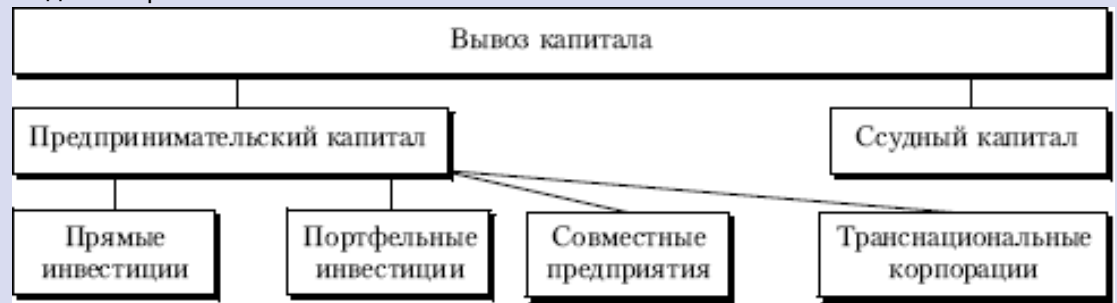 Вывоз капитала
Предпринимательский капитал
Ссудный капитал
Прямые
инвестиции
Портфельные
инвестиции
Совместные
предприятия
Транснациональные
корпорации